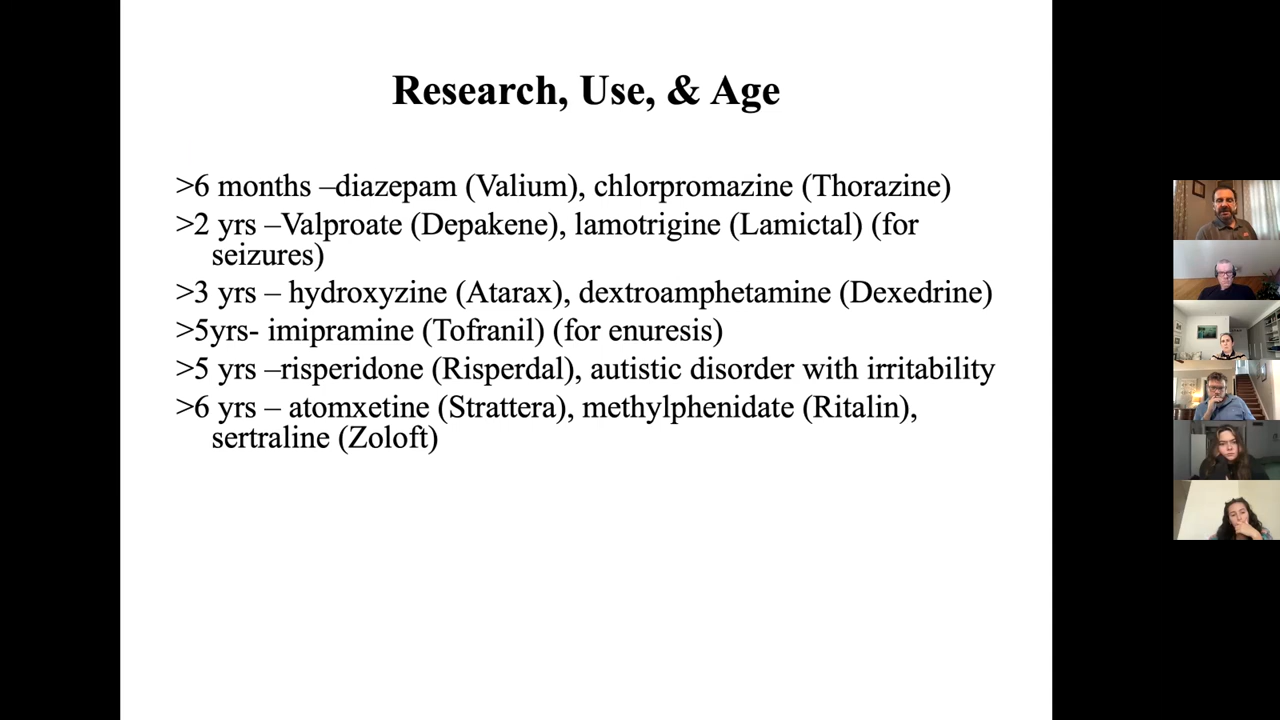 Research, Use, & Age
>6 months –diazepam (Valium), chlorpromazine (Thorazine)
>2 yrs –Valproate (Depakene), lamotrigine (Lamictal) (for
seizures)
>3 yrs – hydroxyzine (Atarax), dextroamphetamine (Dexedrine)
>5yrs- imipramine (Tofranil) (for enuresis)
>5 yrs –risperidone (Risperdal), autistic disorder with irritability
>6 yrs – atomxetine (Strattera), methylphenidate (Ritalin),
sertraline (Zoloft)